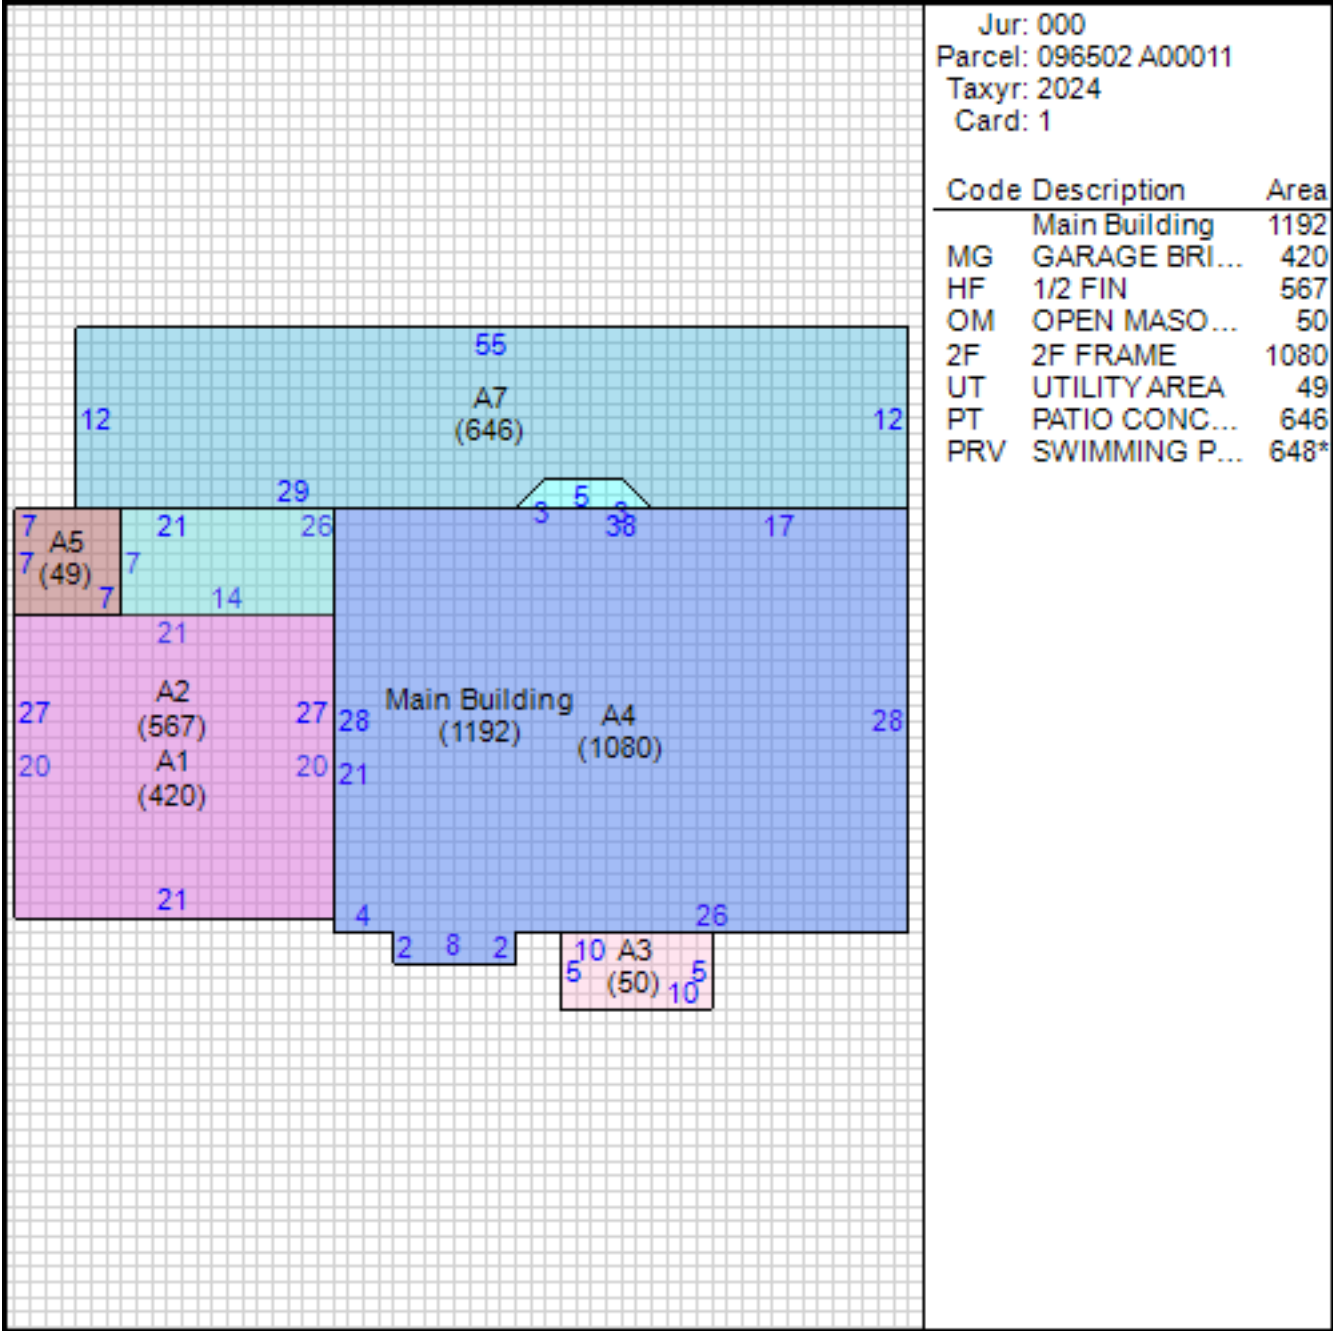 Jur: 000
Parcel: 096502 A00011
Taxyr: 2024
Card: 1
Code Description Area
Main Building 1192
MG GARAGE BRI... 420
HF 1/2 FIN 567
OM OPEN MASO... 50
2F 2F FRAME 1080
UT UTILITY AREA 49
PT PATIO CONC... 646
PRV SWIMMING P... 648*
55
A7
12 (646) 12
29 5
3 3
7 21 26 38 17
A5
7 (49) 7
7 14
21
A2 Main Building A4
27 (567) 27 28 (1192) (1080) 28
A1
20 (420) 20 21
21 4 26
2 8 2 10 A3
5 (50) 5
10